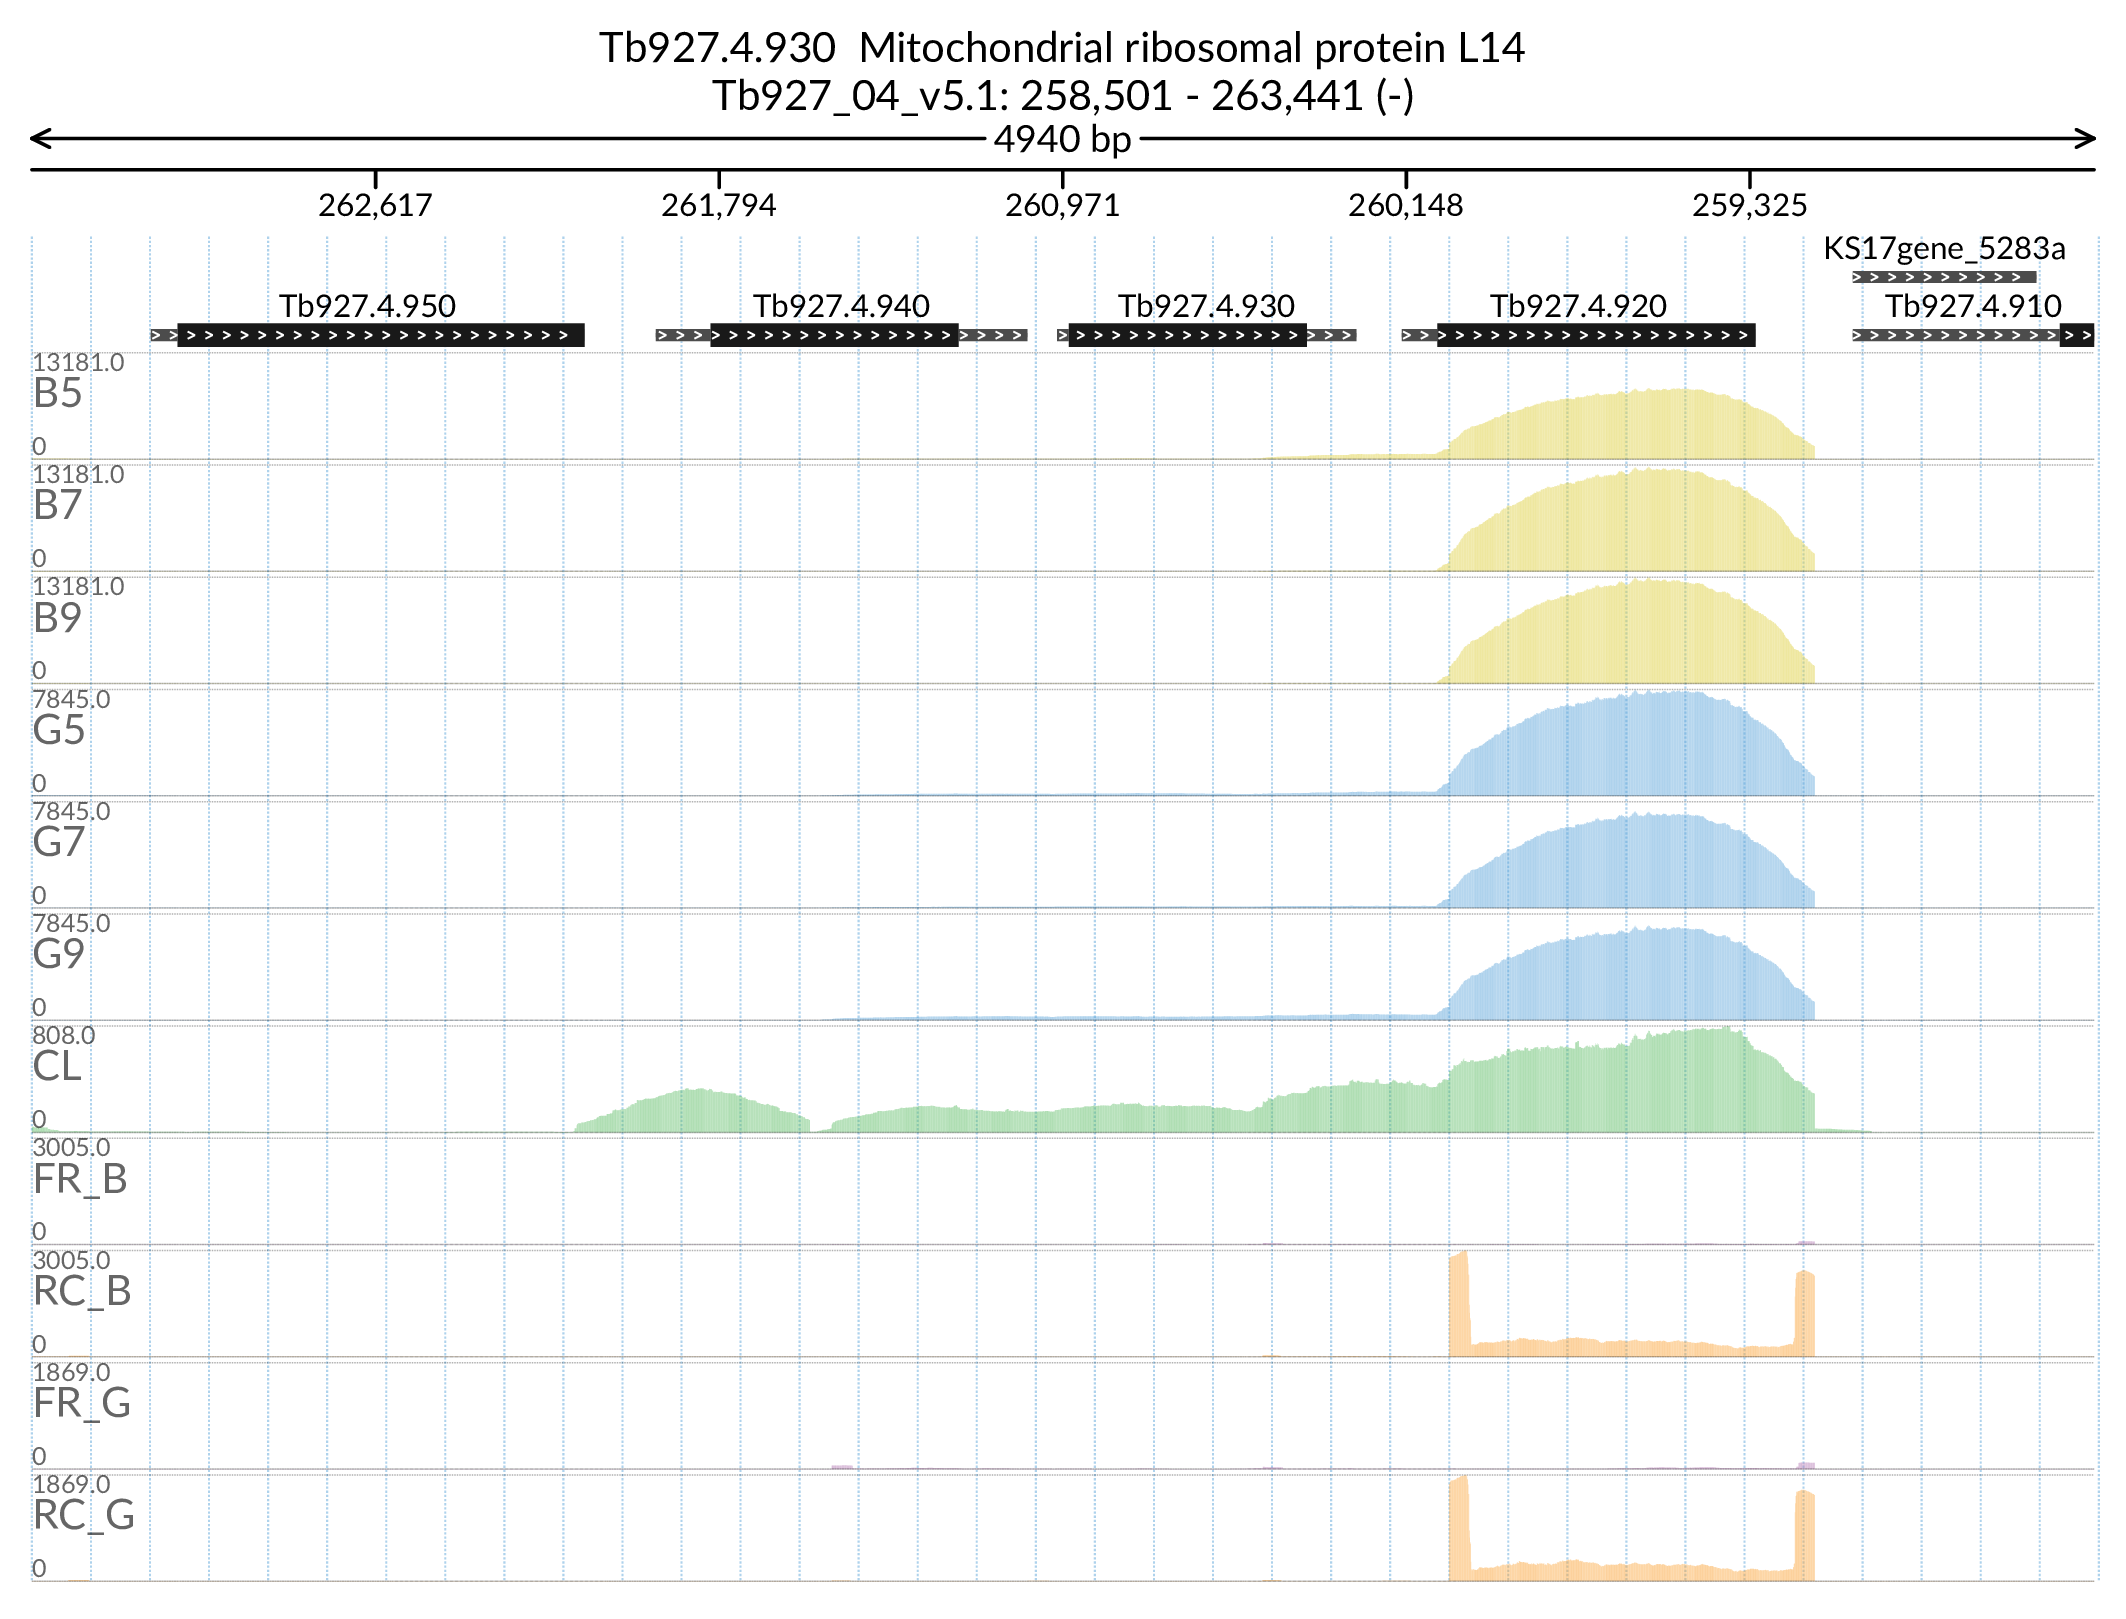 Tb927.4.930  Mitochondrial ribosomal protein L14
Tb927_04_v5.1: 258,501 - 263,441 (-)
4940 bp
262,617 261,794 260,971 260,148 259,325
KS17gene_5283a
Tb927.4.950 Tb927.4.940 Tb927.4.930 Tb927.4.920 Tb927.4.910
13181.0
B5
0
13181.0
B7
0
13181.0
B9
0
7845.0
G5
0
7845.0
G7
0
7845.0
G9
0
808.0
CL
0
3005.0
FR_B
0
3005.0
RC_B
0
1869.0
FR_G
0
1869.0
RC_G
0